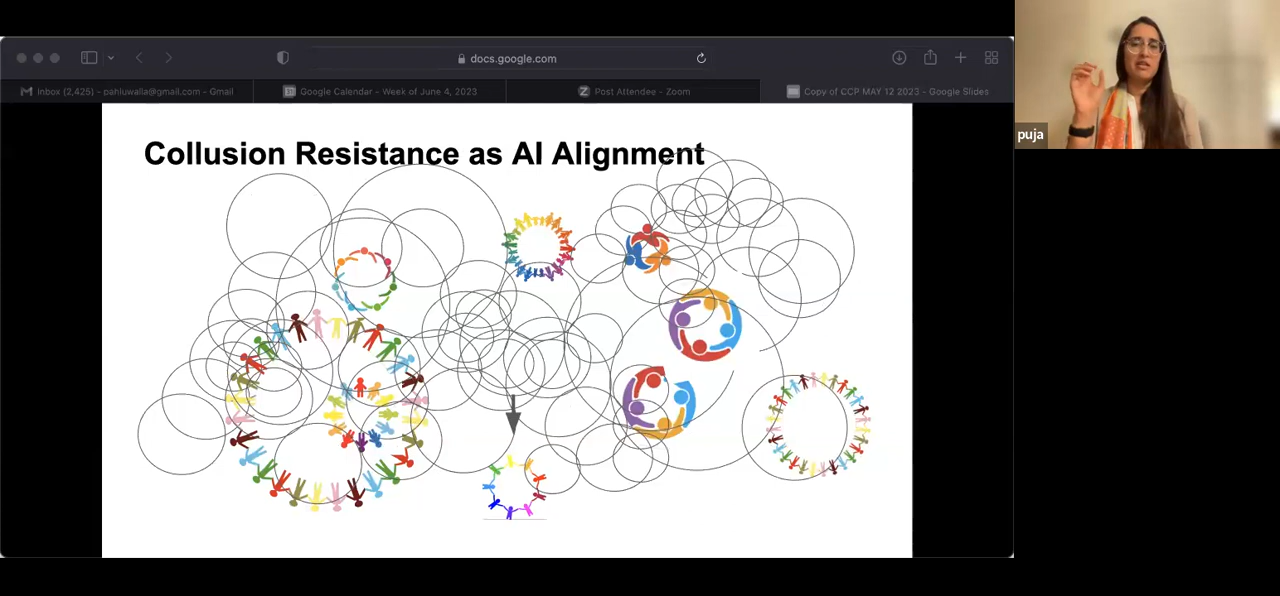 docs.google.com
Inbox (2,425) - pahluwalia@gmail.com - Gmail
Google Calendar - Week of June 4, 2023
Post Attendee - Zoom
Copy of CCP MAY 12 2023 - Google Slides
puja
Collusion Resistance as AI Alignment